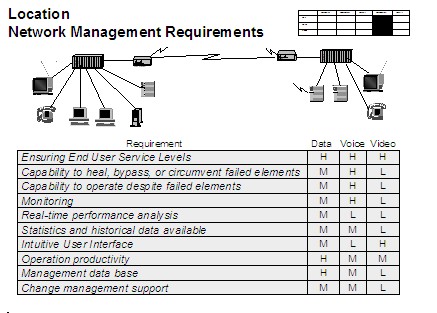 Location
Network Management Requirements
Requirement Data Voice Video
Ensuring End User Service Levels H H H
Capability to heal, bypass, or circumvent failed elements M H L
Capability to operate despite failed elements M H L
Monitoring M H L
Real-time performance analysis M L L
Statistics and historical data available M M L
Intuitive User Interface M L H
Operation productivity H M M
Management data base H M L
Change management support M M L